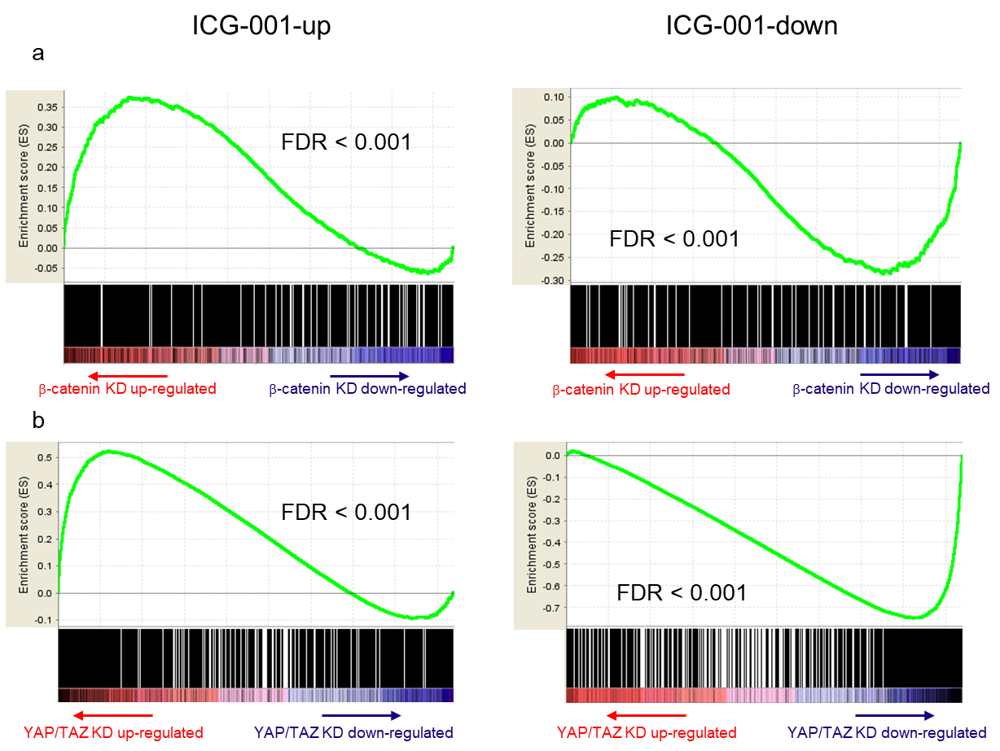 ICG-001-up
ICG-001-down
a
Enrichment score (ES)
0.35
0.30
0.25
0.20
0.15
0.10
0.05
0.00
-0.05
FDR < 0.001
β-catenin KD up-regulated
β-catenin KD down-regulated
Enrichment score (ES)
0.10
0.05
0.00
-0.05
-0.10
-0.15
-0.20
-0.25
-0.30
FDR < 0.001
β-catenin KD up-regulated
β-catenin KD down-regulated
b
Enrichment score (ES)
0.5
0.4
0.3
0.2
0.1
0.0
-0.1
FDR < 0.001
YAP/TAZ KD up-regulated
YAP/TAZ KD down-regulated
Enrichment score (ES)
0.0
-0.1
-0.2
-0.3
-0.4
-0.5
-0.6
-0.7
FDR < 0.001
YAP/TAZ KD up-regulated
YAP/TAZ KD down-regulated